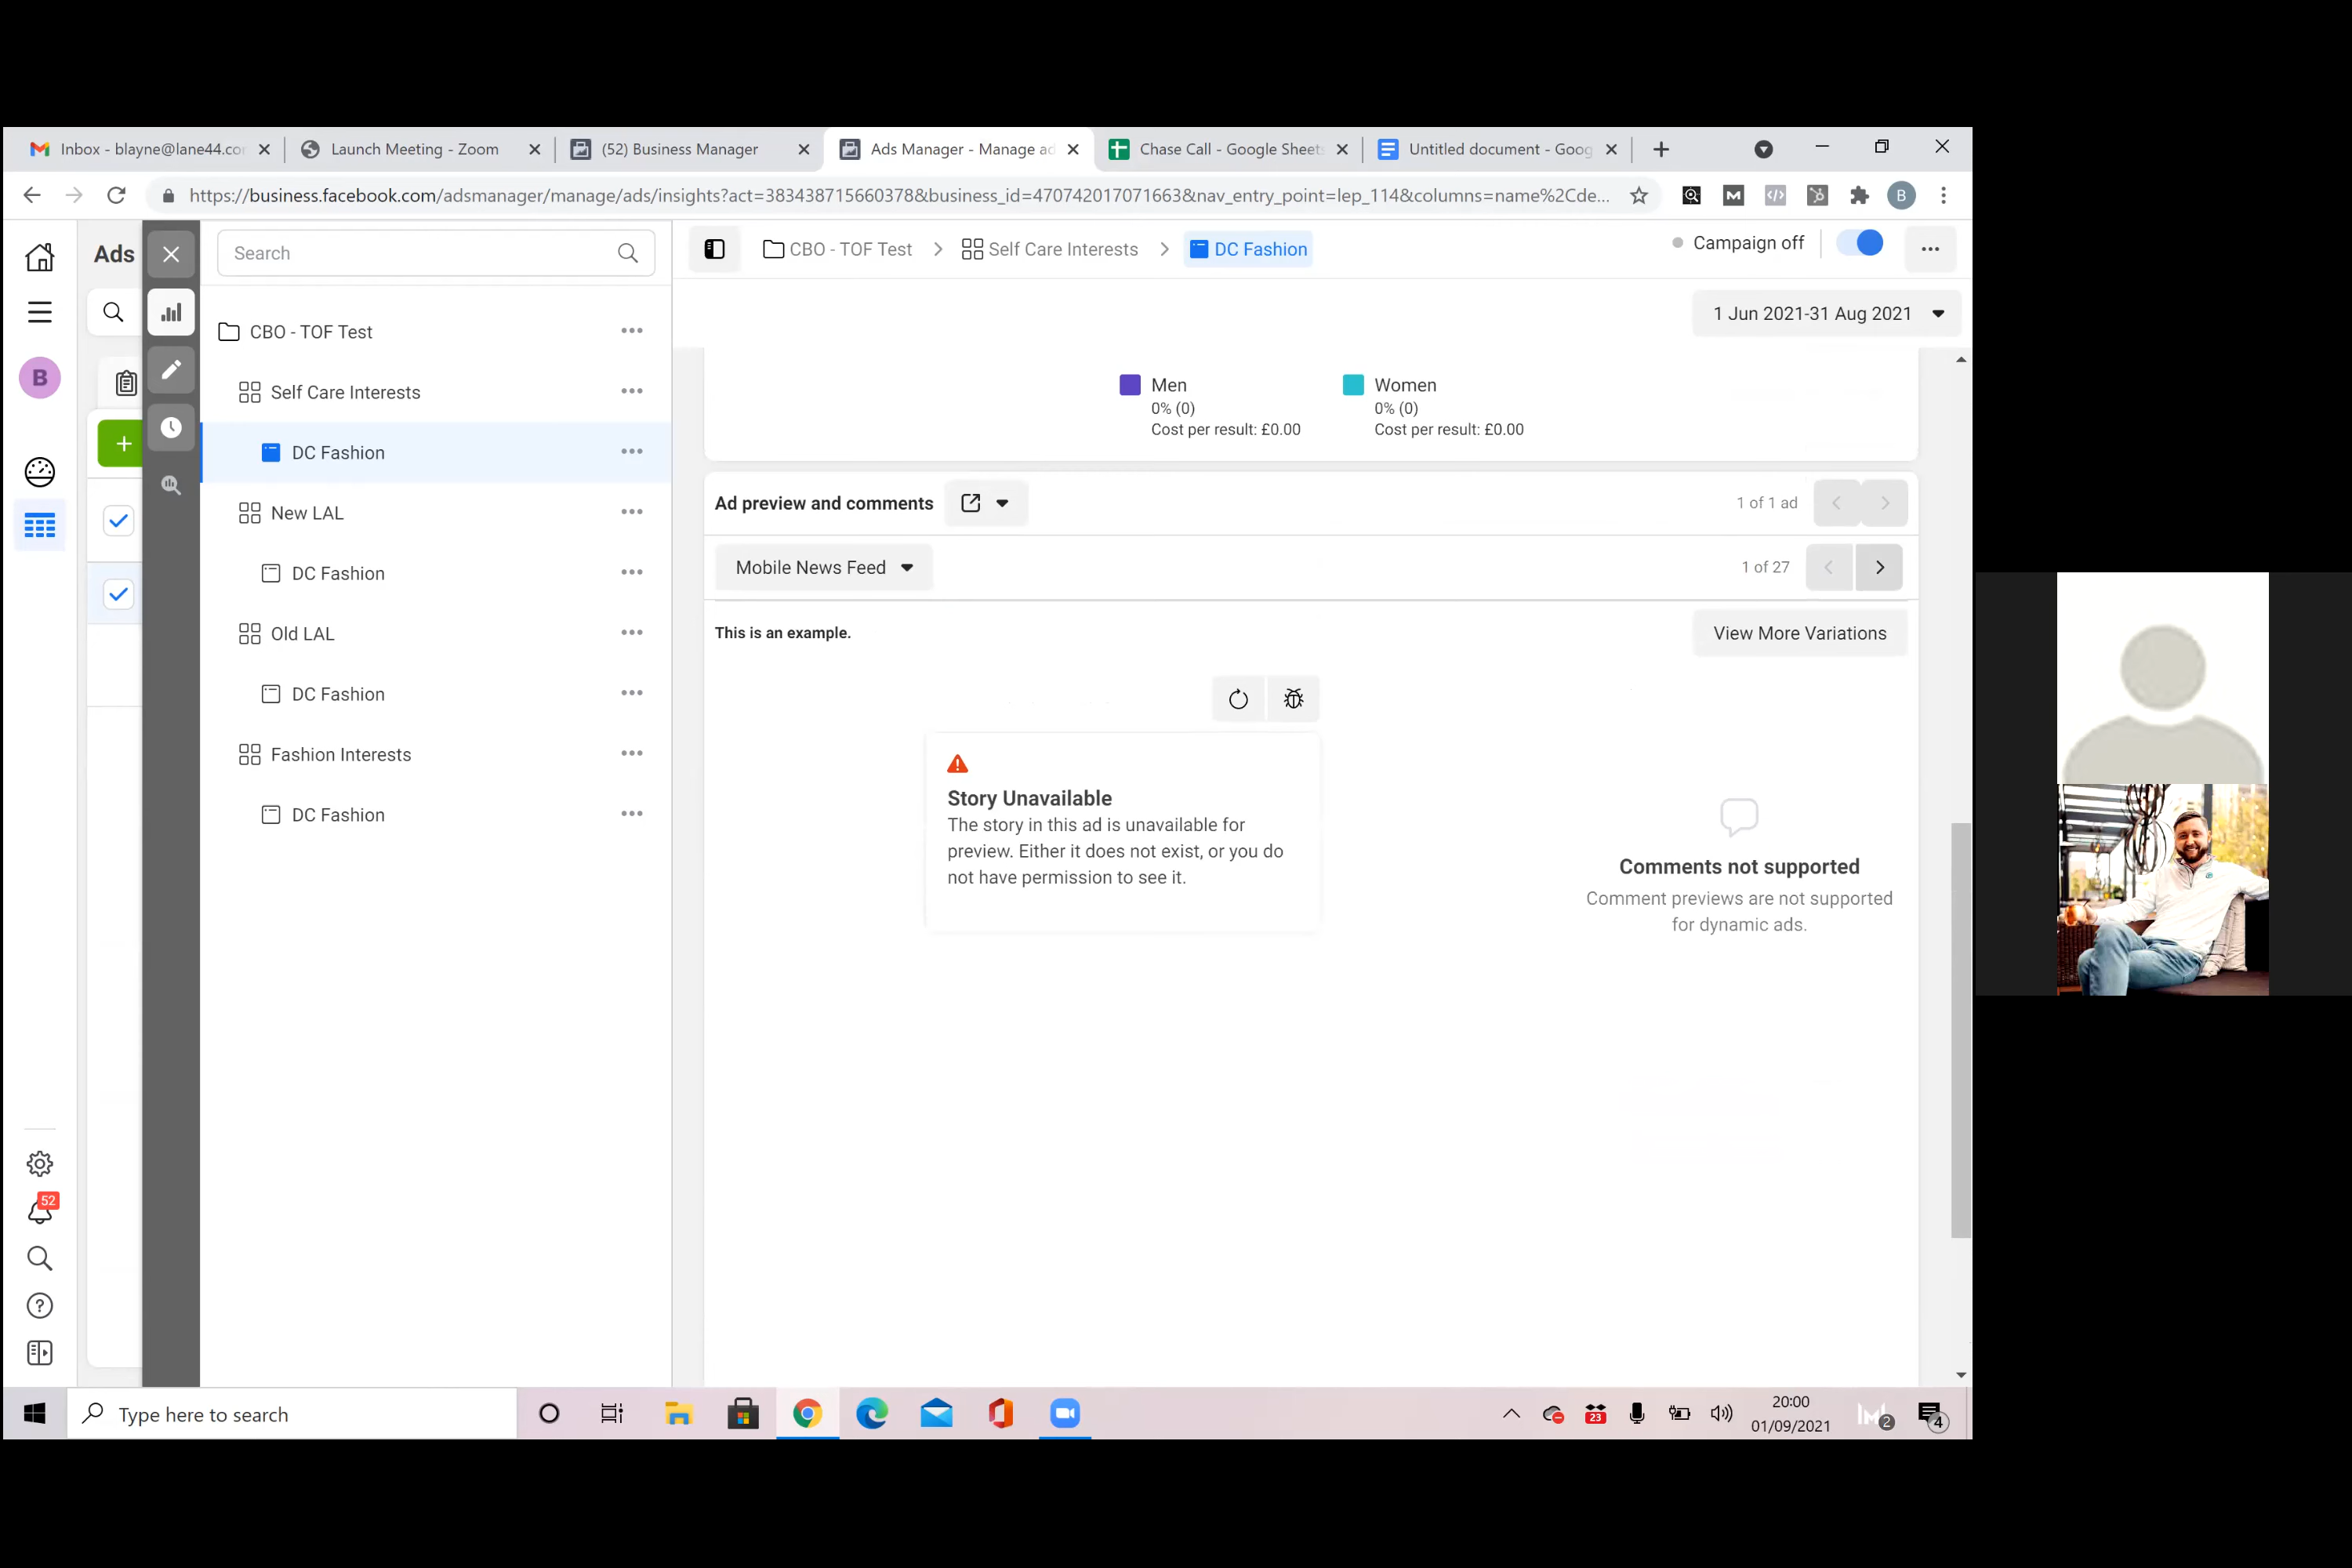 Inbox - blayne@lane44.cor
Launch Meeting - Zoom
(52) Business Manager
Ads Manager - Manage ad
Chase Call - Google Sheets
Untitled document - Goog
https://business.facebook.com/adsmanager/manage/ads/insights?act=383438715660378&business_id=470742017071663&nav_entry_point=lep_114&columns=name%2Cde...
B
Ads
Search
CBO - TOF Test
Self Care Interests
DC Fashion
Campaign off
1 Jun 2021-31 Aug 2021
B
CBO - TOF Test
Self Care Interests
DC Fashion
New LAL
DC Fashion
Old LAL
DC Fashion
Fashion Interests
DC Fashion
Men
0% (0)
Cost per result: £0.00
Women
0% (0)
Cost per result: £0.00
Ad preview and comments
1 of 1 ad
Mobile News Feed
1 of 27
This is an example.
View More Variations
Story Unavailable
The story in this ad is unavailable for
preview. Either it does not exist, or you do
not have permission to see it.
Comments not supported
Comment previews are not supported
for dynamic ads.
52
Type here to search
23
20:00
01/09/2021
2
4